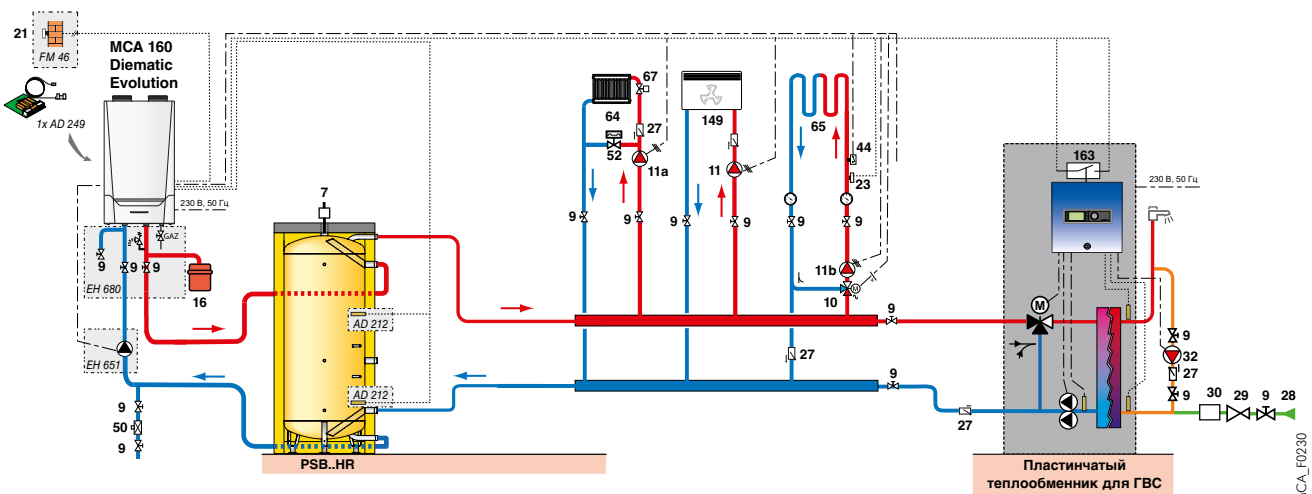 21
FM 46
MCA 160
Diematic
Evolution
1x AD 249
230 В, 50 Гц
GAZ
9
9
9
EH 680
16
EH 651
9
50
9
7
AD 212
AD 212
PSB..HR
64
67
27
52
11a
9
9
149
11
9
9
65
44
23
9
9
11b
M
10
27
9
9
27
163
230 В, 50 Гц
M
9
32
27
9
30
29
9
28
Пластинчатый
теплообменник для ГВС
CA_F0230